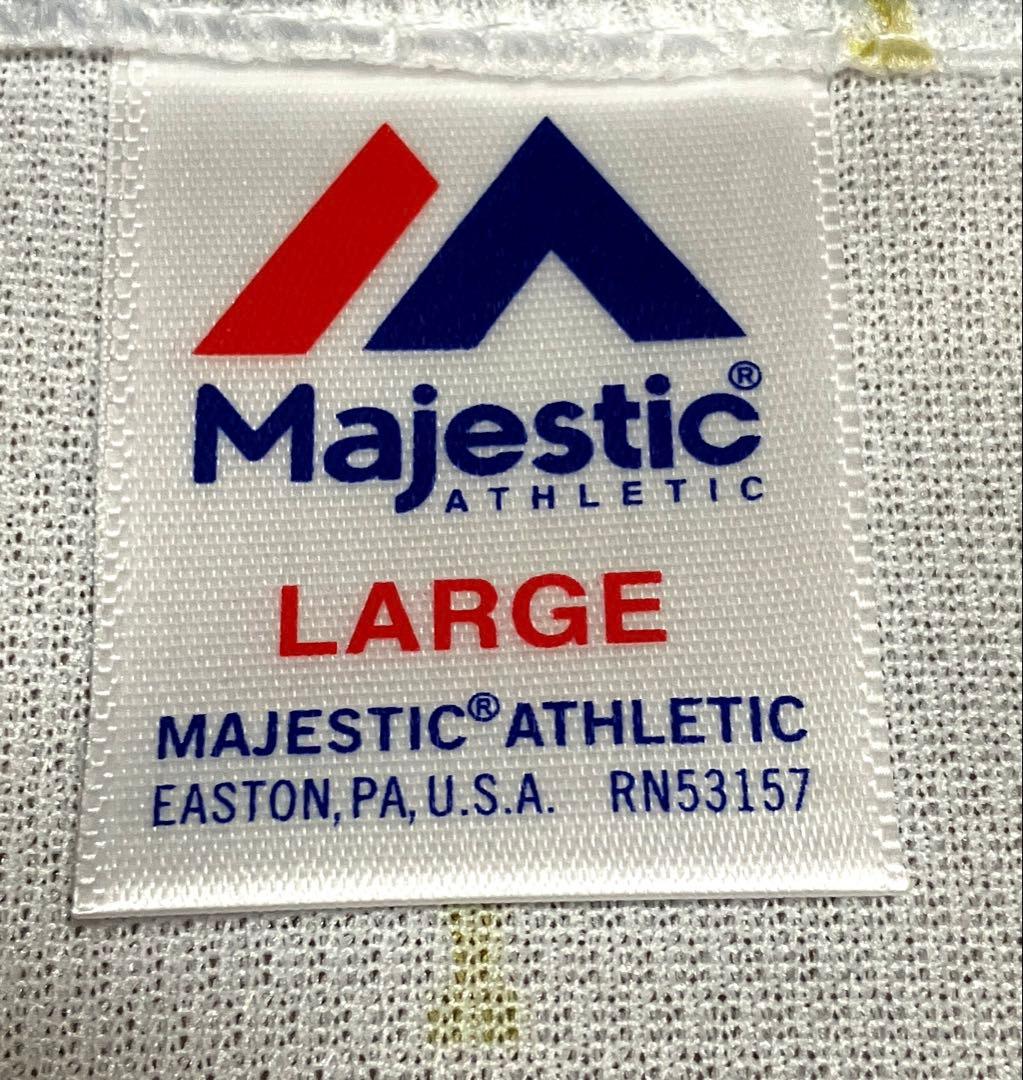 Majestic®
ATHLETIC
LARGE
MAJESTIC® ATHLETIC
EASTON, PA, U.S.A. RN53157